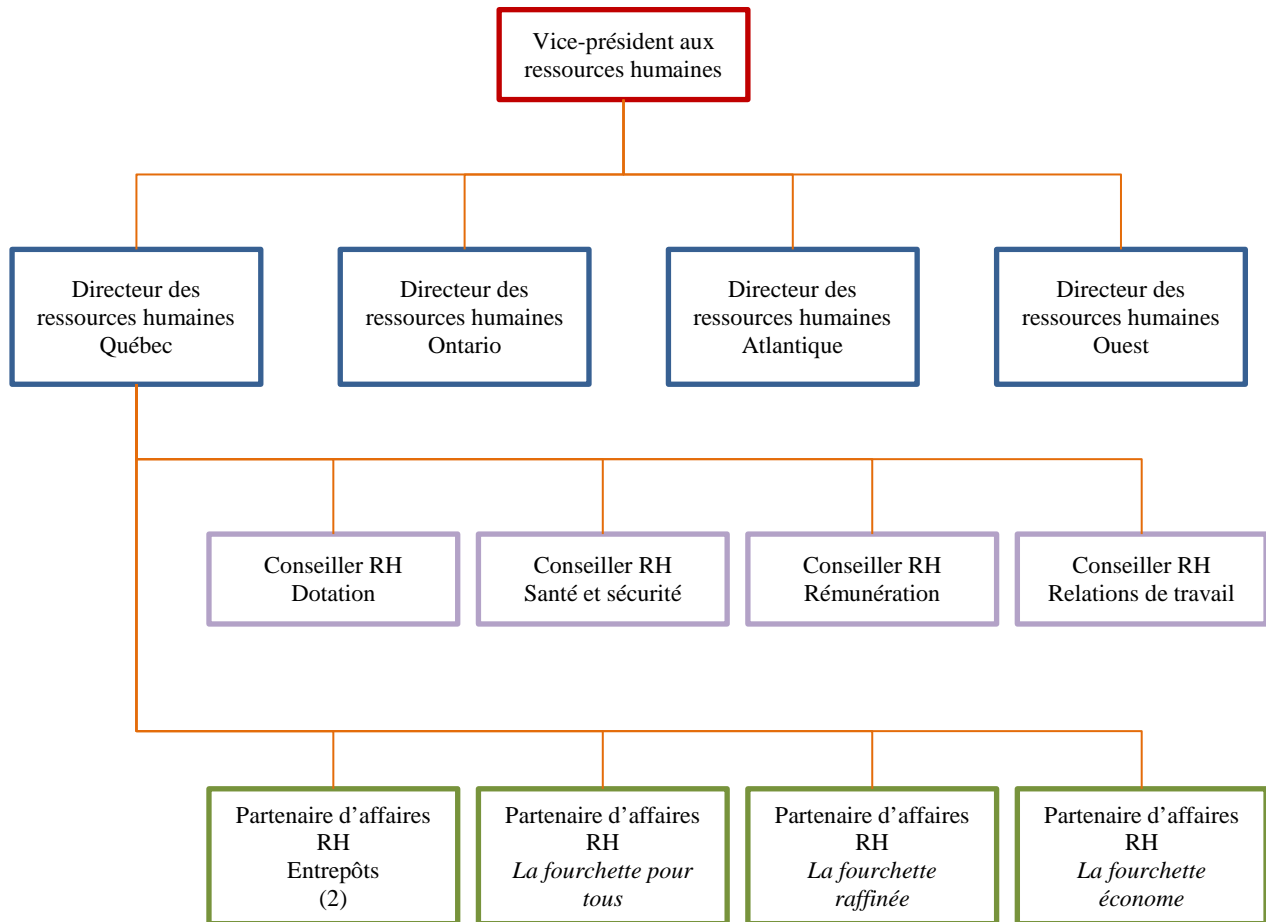 Vice-président aux
ressources humaines
Directeur des
ressources humaines
Québec
Directeur des
ressources humaines
Ontario
Directeur des
ressources humaines
Atlantique
Directeur des
ressources humaines
Ouest
Conseiller RH
Dotation
Conseiller RH
Santé et sécurité
Conseiller RH
Rémunération
Conseiller RH
Relations de travail
Partenaire d’affaires
RH
Entrepôts
(2)
Partenaire d’affaires
RH
La fourchette pour
tous
Partenaire d’affaires
RH
La fourchette
raffinée
Partenaire d’affaires
RH
La fourchette
économe